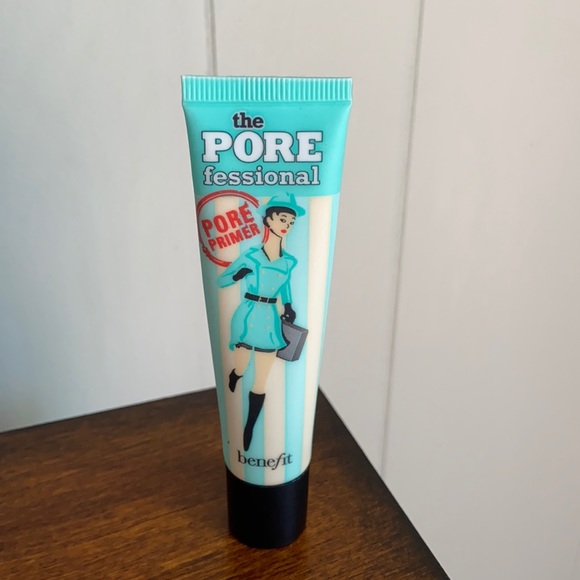 the
PORE
fessional
PORE
PRIMER
benefit